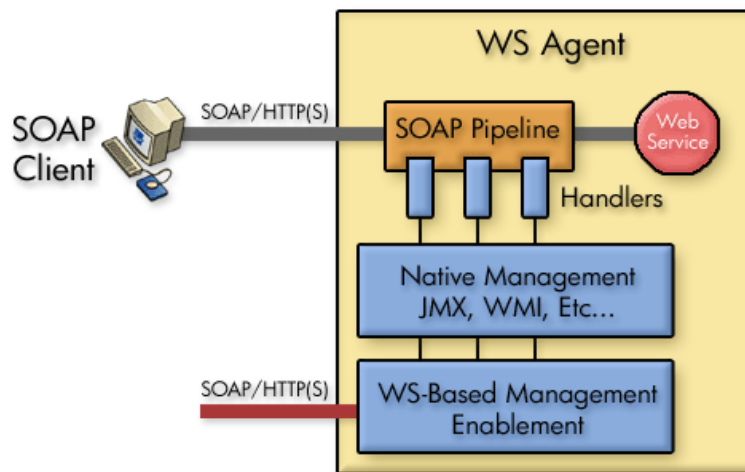 WS Agent
SOAP/HTTP(S)
SOAP
Client
SOAP Pipeline
Web
Service
Handlers
Native Management
JMX, WMI, Etc...
SOAP/HTTP(S)
WS-Based Management
Enablement